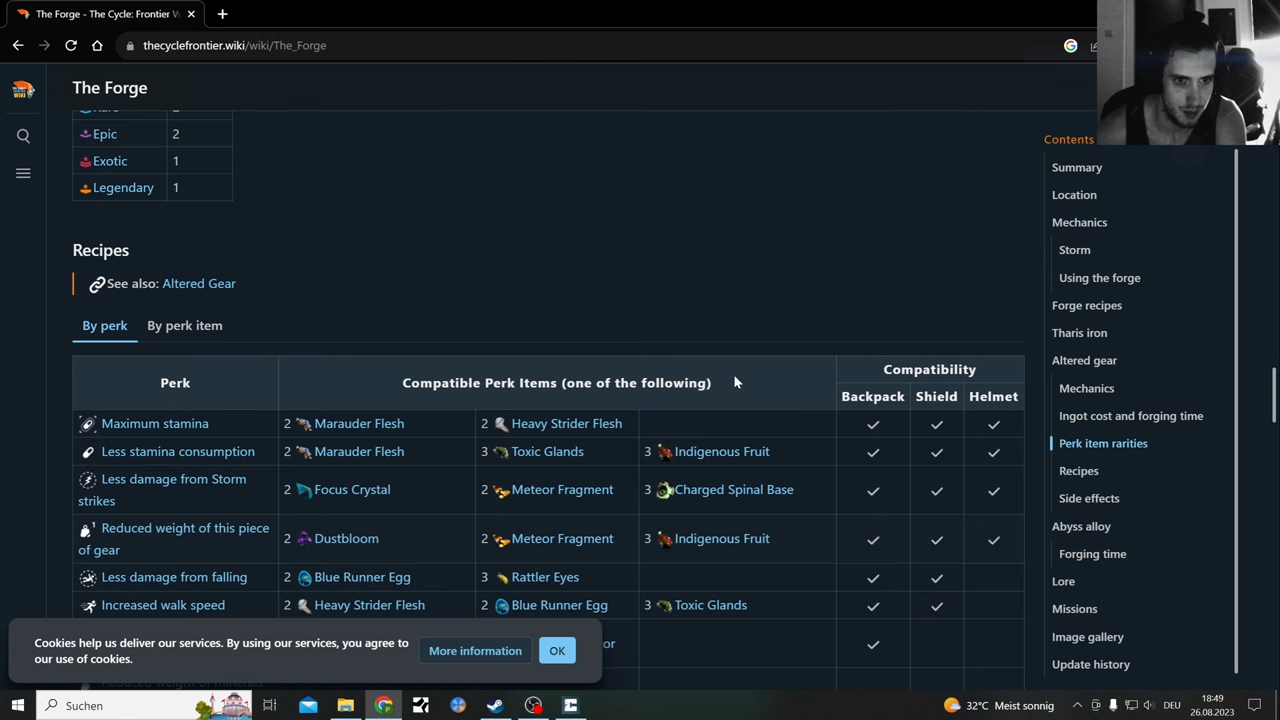 The Forge - The Cycle: Frontier W
thecyclefrontier.wiki/wiki/The_Forge
The Forge
Epic 2
Exotic 1
Legendary 1
Recipes
See also: Altered Gear
By perk By perk item
Perk Compatible Perk Items (one of the following) Compatibility
Backpack Shield Helmet
Maximum stamina 2 Marauder Flesh 2 Heavy Strider Flesh
Less stamina consumption 2 Marauder Flesh 3 Toxic Glands 3 Indigenous Fruit
Less damage from Storm
strikes 2 Focus Crystal 2 Meteor Fragment 3 Charged Spinal Base
Reduced weight of this piece
of gear 2 Dustbloom 2 Meteor Fragment 3 Indigenous Fruit
Less damage from falling 2 Blue Runner Egg 3 Rattler Eyes
Increased walk speed 2 Heavy Strider Flesh 2 Blue Runner Egg 3 Toxic Glands
Cookies help us deliver our services. By using our services, you agree to
our use of cookies.
More information OK
Contents
Summary
Location
Mechanics
Storm
Using the forge
Forge recipes
Tharis iron
Altered gear
Mechanics
Ingot cost and forging time
Perk item rarities
Recipes
Side effects
Abyss alloy
Forging time
Lore
Missions
Image gallery
Update history
Suchen
32°C Meist sonnig
DEU
18:49
26.08.2023